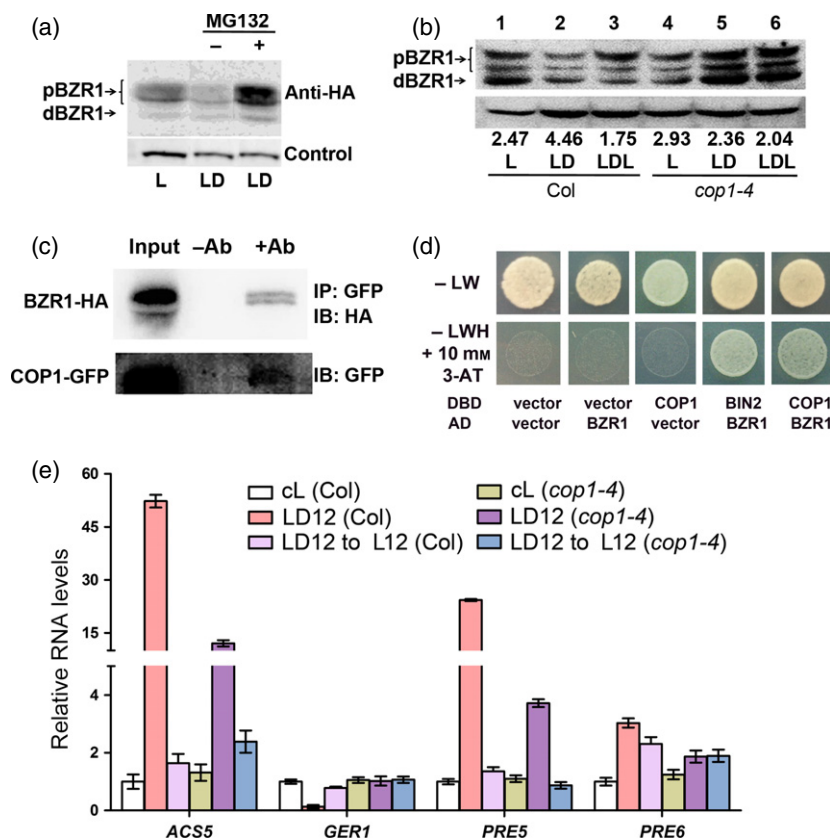 (a)
MG132
– +
pBZR1→
dBZR1→
Anti-HA
Control
L LD LD
(b)
1 2 3 4 5 6
pBZR1→
dBZR1→
2.47 4.46 1.75 2.93 2.36 2.04
L LD LDL L LD LDL
Col cop1-4
(c)
Input –Ab +Ab
BZR1-HA
IP: GFP
IB: HA
COP1-GFP
IB: GFP
(d)
– LW
– LWH
+ 10 mM
3-AT
DBD vector vector COP1 BIN2 COP1
AD vector BZR1 vector BZR1 BZR1
(e)
Relative RNA levels
60
45
30
15
4
2
0
cL (Col)
LD12 (Col)
LD12 to L12 (Col)
cL (cop1-4)
LD12 (cop1-4)
LD12 to L12 (cop1-4)
ACS5 GER1 PRE5 PRE6